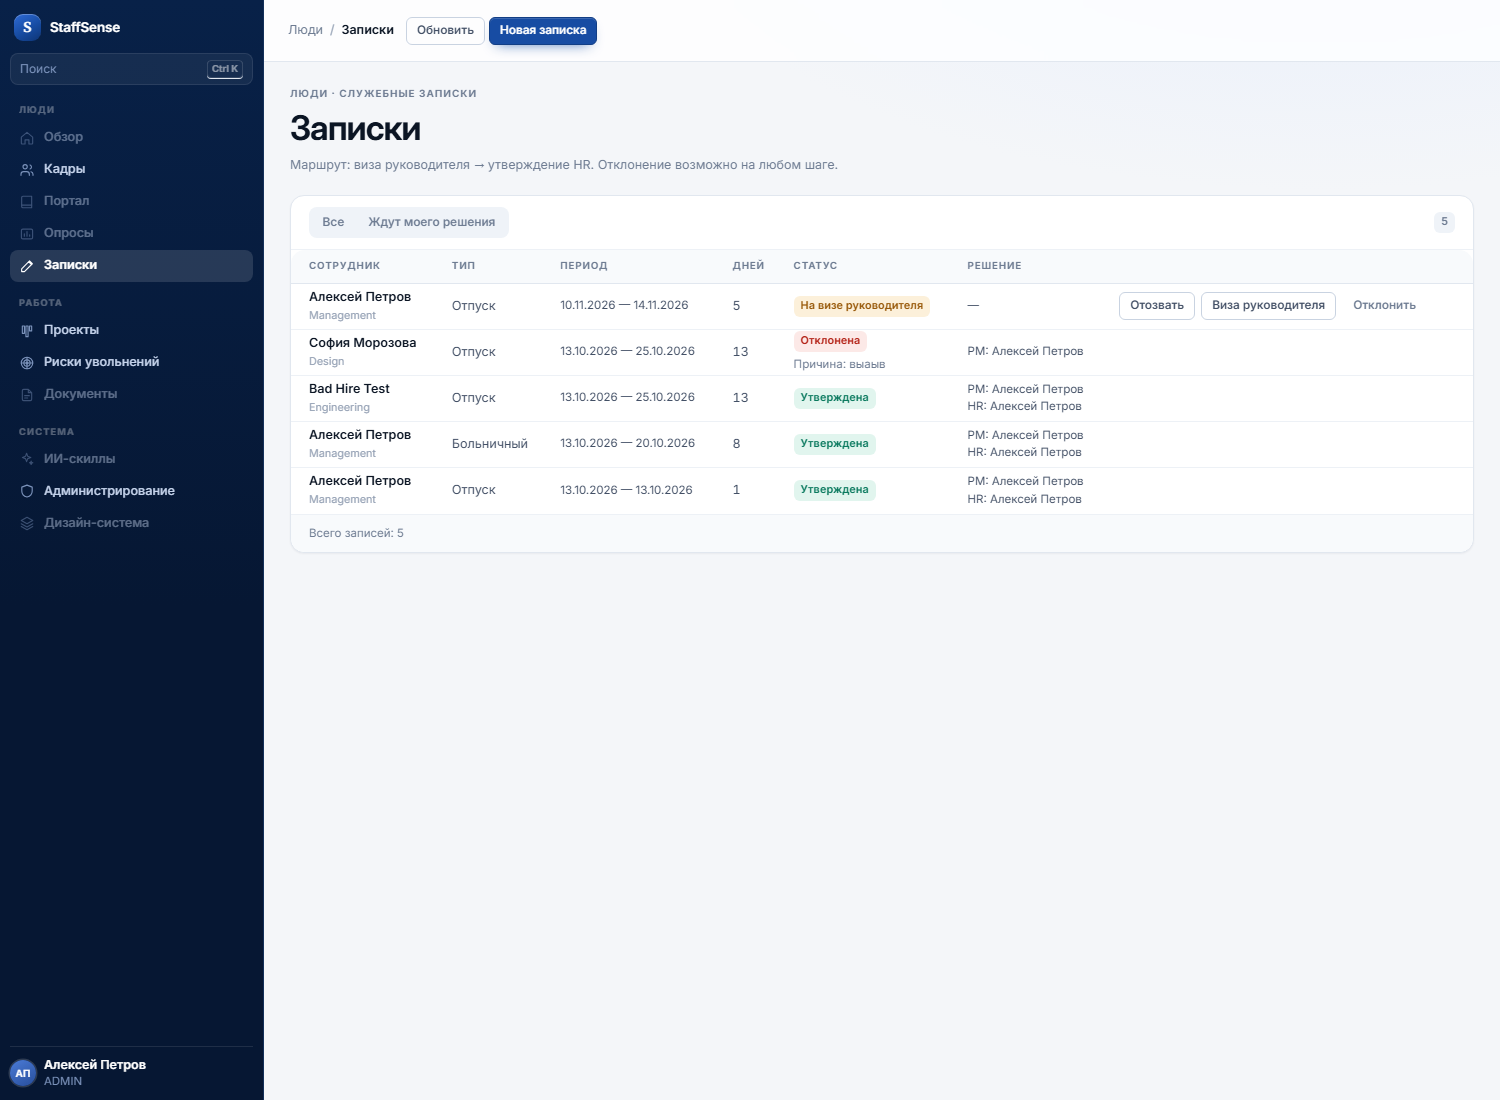 S StaffSense
Поиск Ctrl K
ЛЮДИ
Обзор
Кадры
Портал
Опросы
Записки
РАБОТА
Проекты
Риски увольнений
Документы
СИСТЕМА
ИИ-скиллы
Администрирование
Дизайн-система
АП Алексей Петров
ADMIN
Люди / Записки Обновить Новая записка
ЛЮДИ · СЛУЖЕБНЫЕ ЗАПИСКИ
Записки
Маршрут: виза руководителя → утверждение HR. Отклонение возможно на любом шаге.
Все Ждут моего решения 5
СОТРУДНИК ТИП ПЕРИОД ДНЕЙ СТАТУС РЕШЕНИЕ
Алексей Петров Отпуск 10.11.2026 — 14.11.2026 5 На визе руководителя — Отозвать Виза руководителя Отклонить
Management
София Морозова Отпуск 13.10.2026 — 25.10.2026 13 Отклонена PM: Алексей Петров
Design Причина: выаыв
Bad Hire Test Отпуск 13.10.2026 — 25.10.2026 13 Утверждена PM: Алексей Петров
Engineering HR: Алексей Петров
Алексей Петров Больничный 13.10.2026 — 20.10.2026 8 Утверждена PM: Алексей Петров
Management HR: Алексей Петров
Алексей Петров Отпуск 13.10.2026 — 13.10.2026 1 Утверждена PM: Алексей Петров
Management HR: Алексей Петров
Всего записей: 5